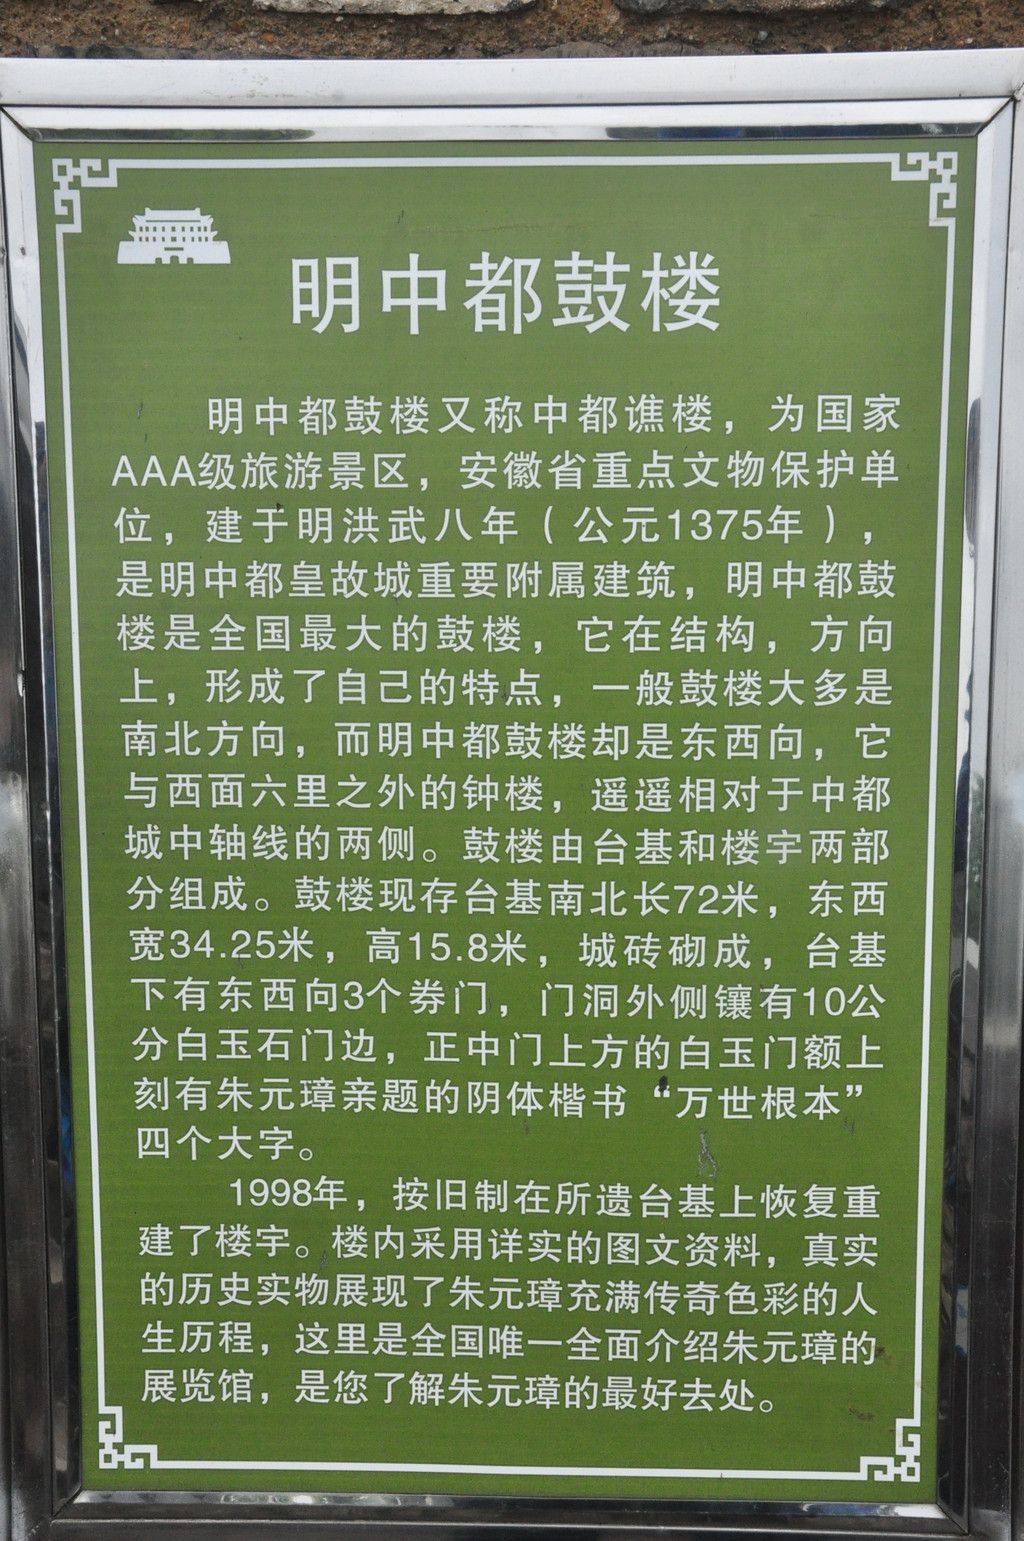 明中都鼓楼
明中都鼓楼又称中都谯楼，为国家
AAA级旅游景区，安徽省重点文物保护单
位，建于明洪武八年（公元1375年），
是明中都皇故城重要附属建筑，明中都鼓
楼是全国最大的鼓楼，它在结构，方向
上，形成了自己的特点，一般鼓楼大多是
南北方向，而明中都鼓楼却是东西向，它
与西面六里之外的钟楼，遥遥相对于中都
城中轴线的两侧。鼓楼由台基和楼宇两部
分组成。鼓楼现存台基南北长72米，东西
宽34.25米，高15.8米，城砖砌成，台基
下有东西向3个券门，门洞外侧镶有10公
分白玉石门边，正中门上方的白玉门额上
刻有朱元璋亲题的阴体楷书“万世根本”
四个大字。
1998年，按旧制在所遗台基上恢复重
建了楼宇。楼内采用详实的图文资料，真实
的历史实物展现了朱元璋充满传奇色彩的人
生历程，这里是全国唯一全面介绍朱元璋的
展览馆，是您了解朱元璋的最好去处。